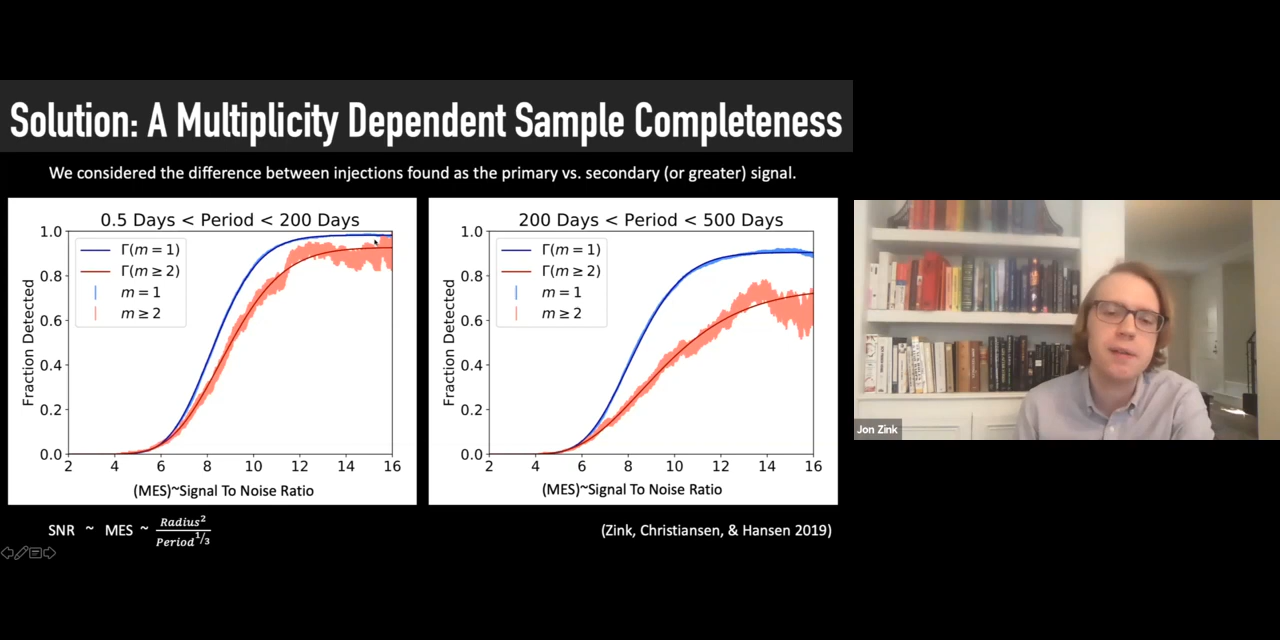 Solution: A Multiplicity Dependent Sample Completeness
We considered the difference between injections found as the primary vs. secondary (or greater) signal.
0.5 Days < Period < 200 Days
Fraction Detected
1.0
0.8
0.6
0.4
0.2
0.0
Γ(m = 1)
Γ(m ≥ 2)
m = 1
m ≥ 2
2 4 6 8 10 12 14 16
(MES)~Signal To Noise Ratio
200 Days < Period < 500 Days
Fraction Detected
1.0
0.8
0.6
0.4
0.2
0.0
Γ(m = 1)
Γ(m ≥ 2)
m = 1
m ≥ 2
2 4 6 8 10 12 14 16
(MES)~Signal To Noise Ratio
SNR ~ MES ~ Radius²/Period^1/3
(Zink, Christiansen, & Hansen 2019)
Jon Zink